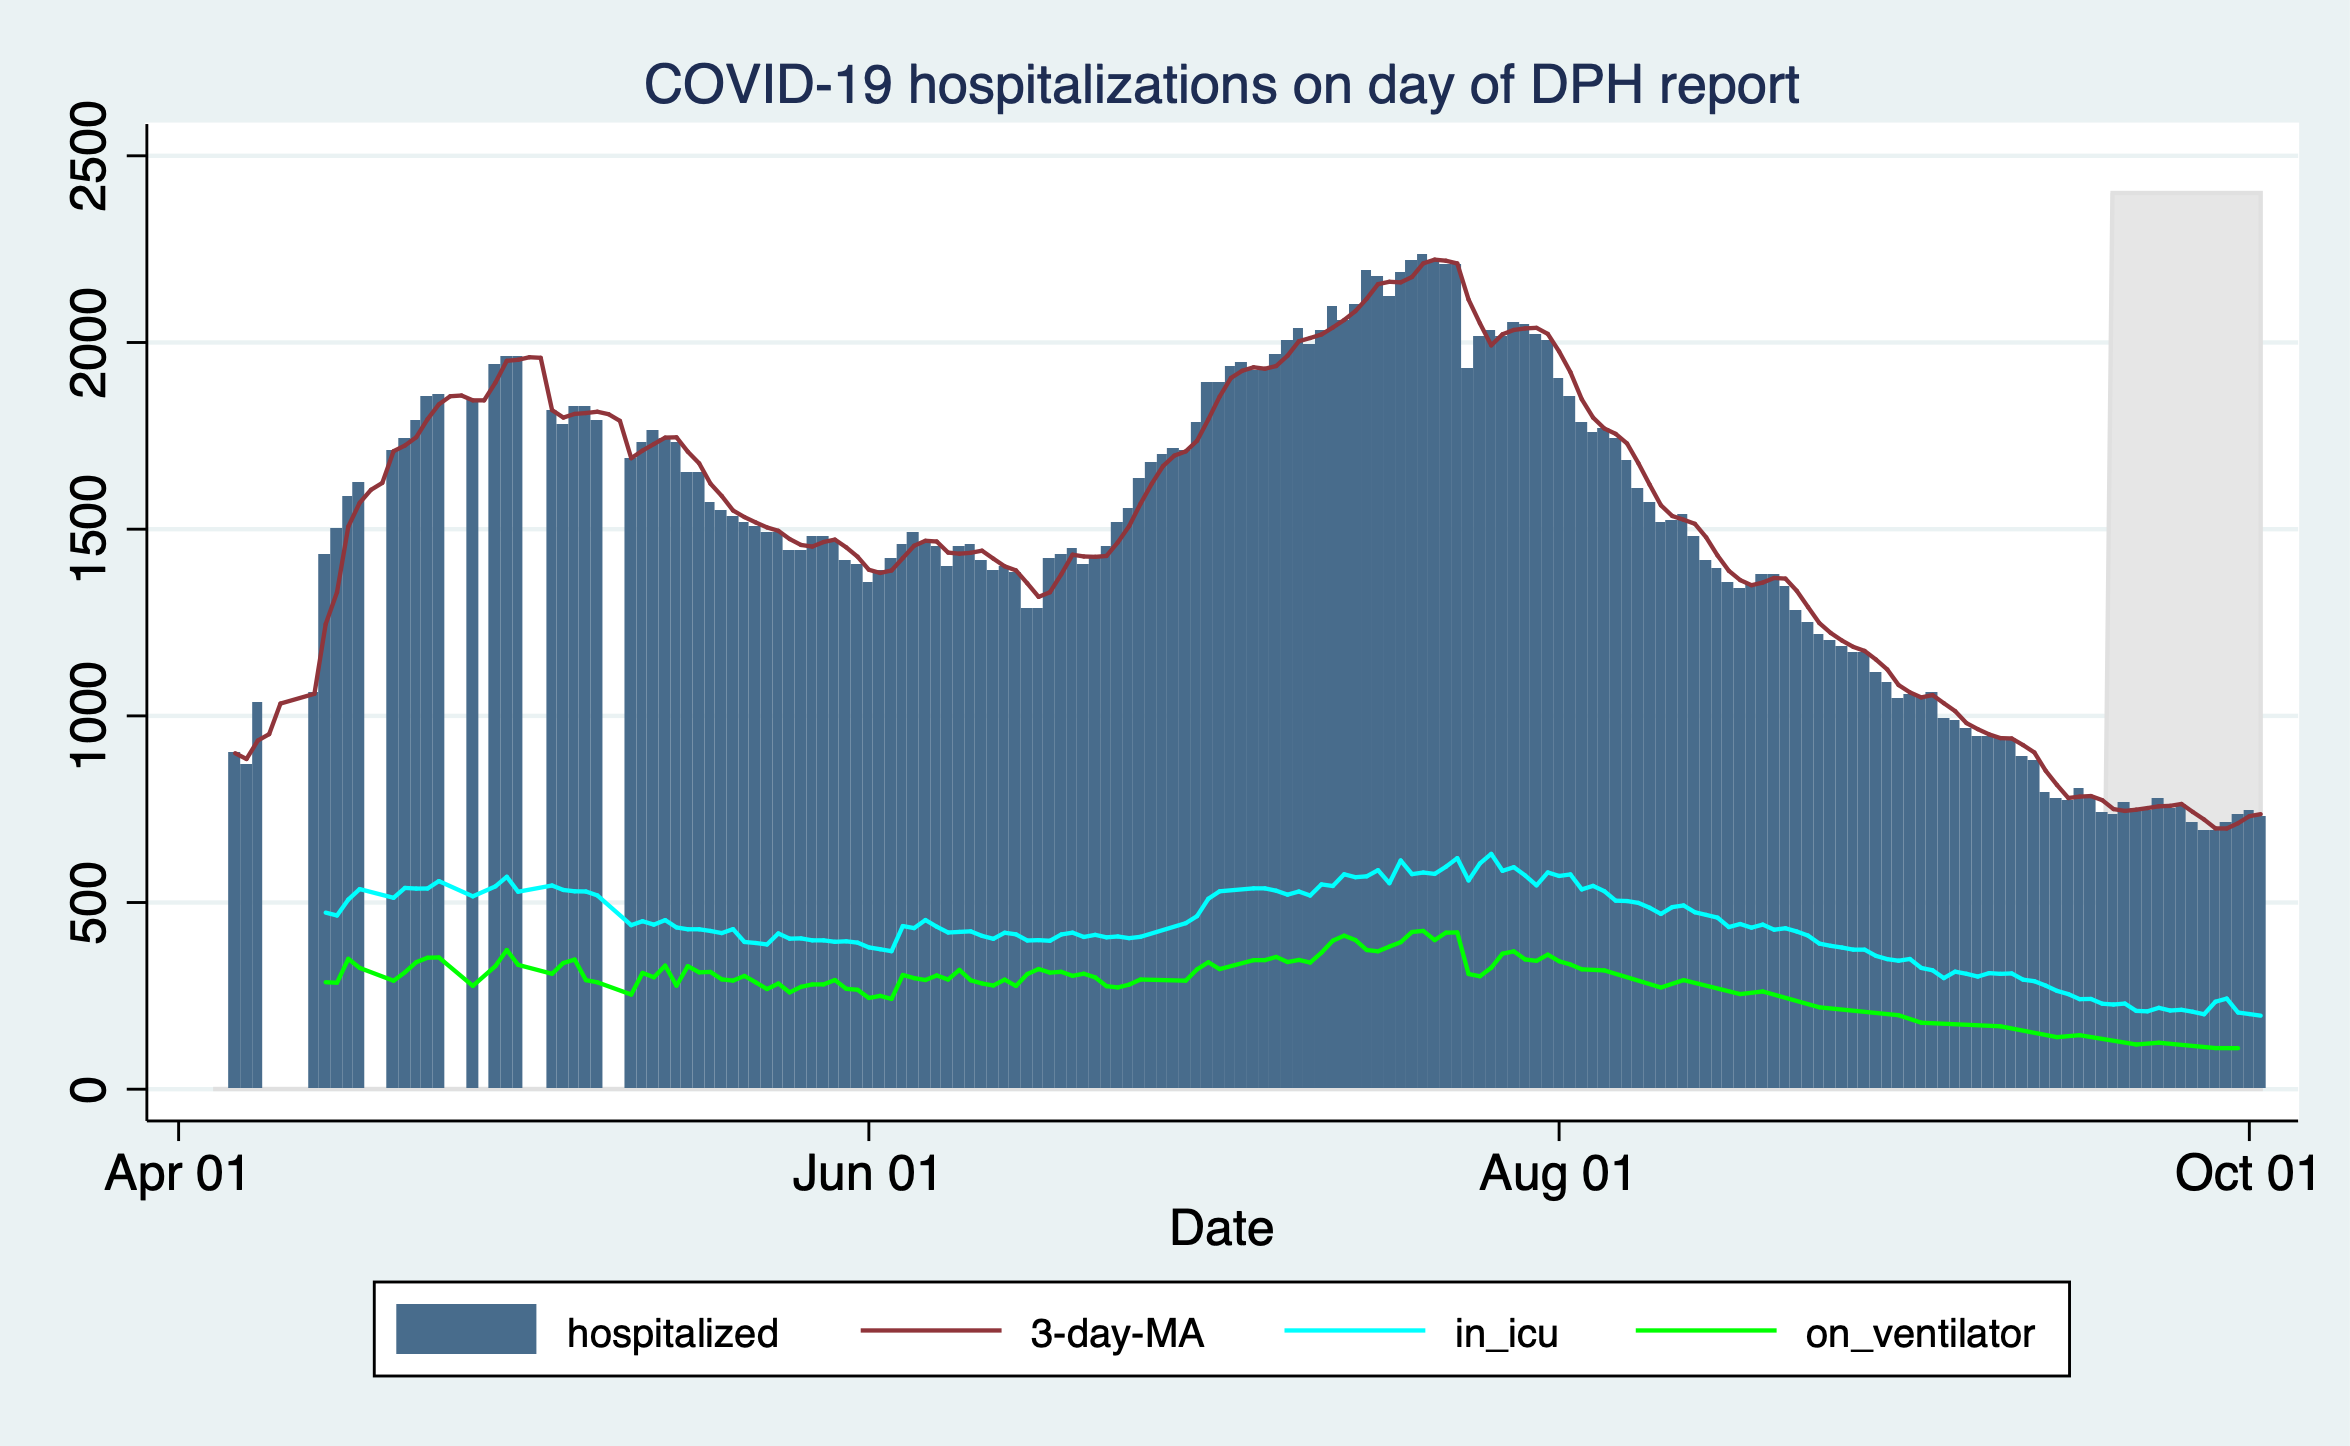 COVID-19 hospitalizations on day of DPH report
2500
2000
1500
1000
500
0
Apr 01 Jun 01 Aug 01 Oct 01
Date
hospitalized 3-day-MA in_icu on_ventilator